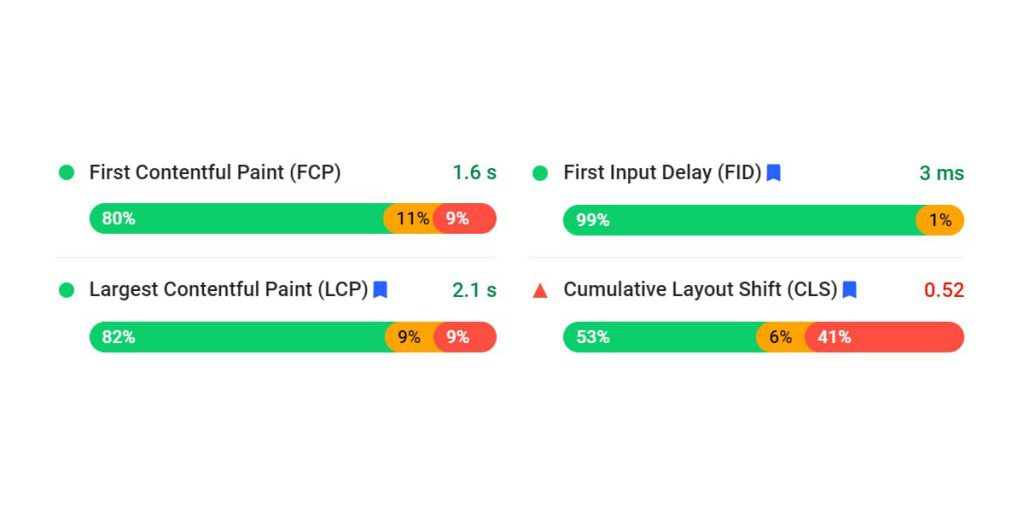 First Contentful Paint (FCP) 1.6 s
80% 11% 9%
First Input Delay (FID) 3 ms
99% 1%
Largest Contentful Paint (LCP) 2.1 s
82% 9% 9%
Cumulative Layout Shift (CLS) 0.52
53% 6% 41%